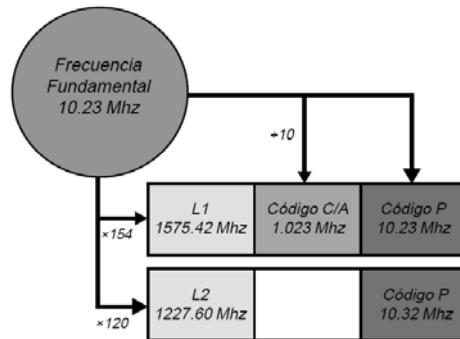 Frecuencia
Fundamental
10.23 Mhz
÷10
×154
L1
1575.42 Mhz
Código C/A
1.023 Mhz
Código P
10.23 Mhz
×120
L2
1227.60 Mhz
Código P
10.32 Mhz